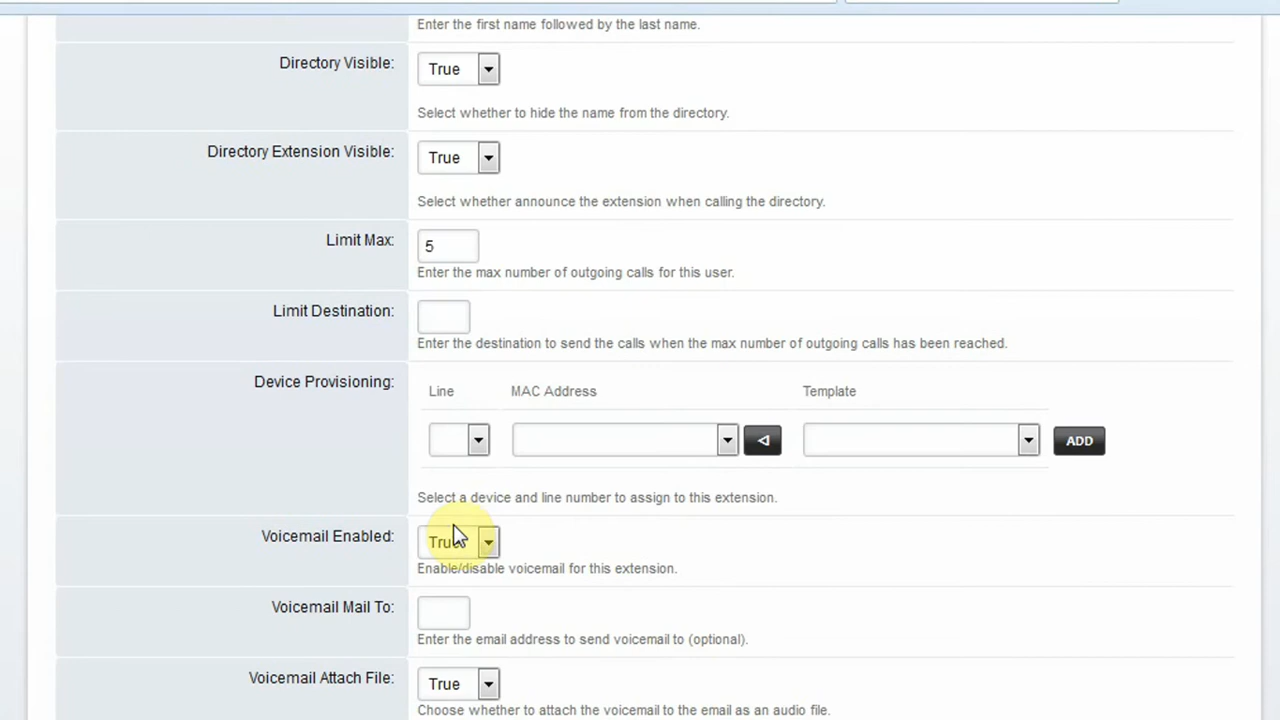 Enter the first name followed by the last name.
Directory Visible:
True
Select whether to hide the name from the directory.
Directory Extension Visible:
True
Select whether announce the extension when calling the directory.
Limit Max:
5
Enter the max number of outgoing calls for this user.
Limit Destination:
Enter the destination to send the calls when the max number of outgoing calls has been reached.
Device Provisioning:
Line MAC Address Template
ADD
Select a device and line number to assign to this extension.
Voicemail Enabled:
True
Enable/disable voicemail for this extension.
Voicemail Mail To:
Enter the email address to send voicemail to (optional).
Voicemail Attach File:
True
Choose whether to attach the voicemail to the email as an audio file.